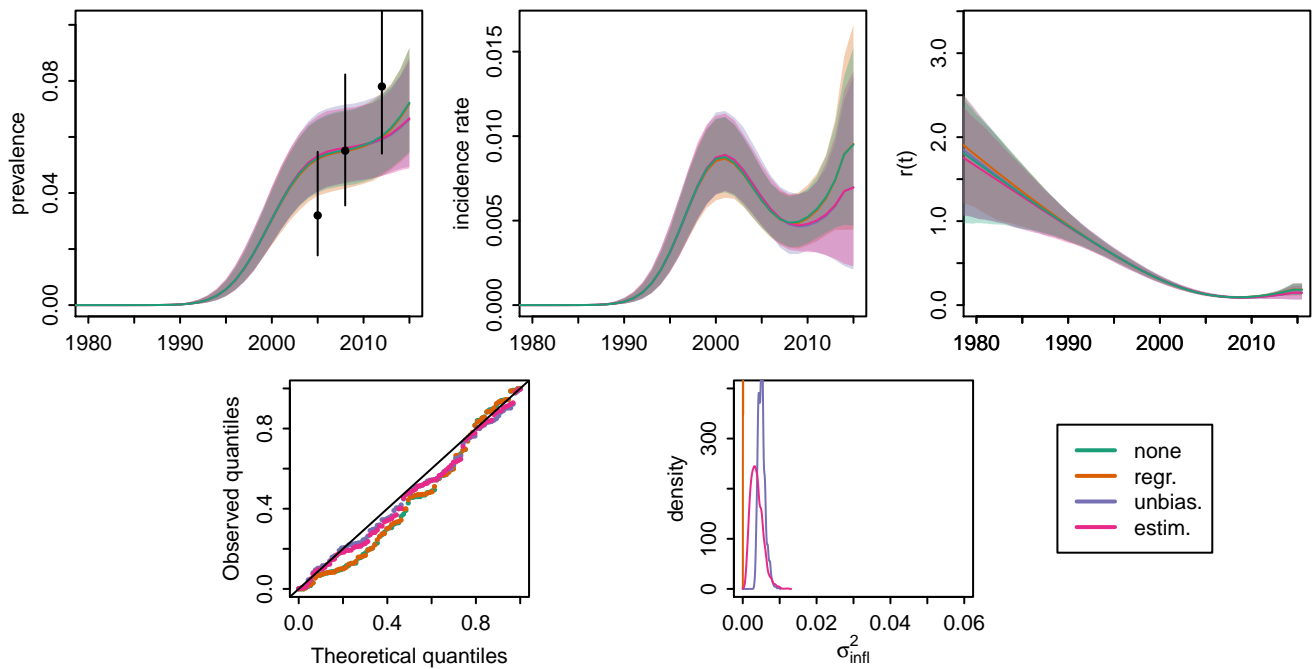 prevalence
0.00 0.04 0.08
1980 1990 2000 2010
incidence rate
0.000 0.005 0.010 0.015
1980 1990 2000 2010
r(t)
0.0 1.0 2.0 3.0
1980 1990 2000 2010
Observed quantiles
0.0 0.4 0.8
0.0 0.4 0.8
Theoretical quantiles
density
0 100 300
0.00 0.02 0.04 0.06
σ²infl
none
regr.
unbias.
estim.